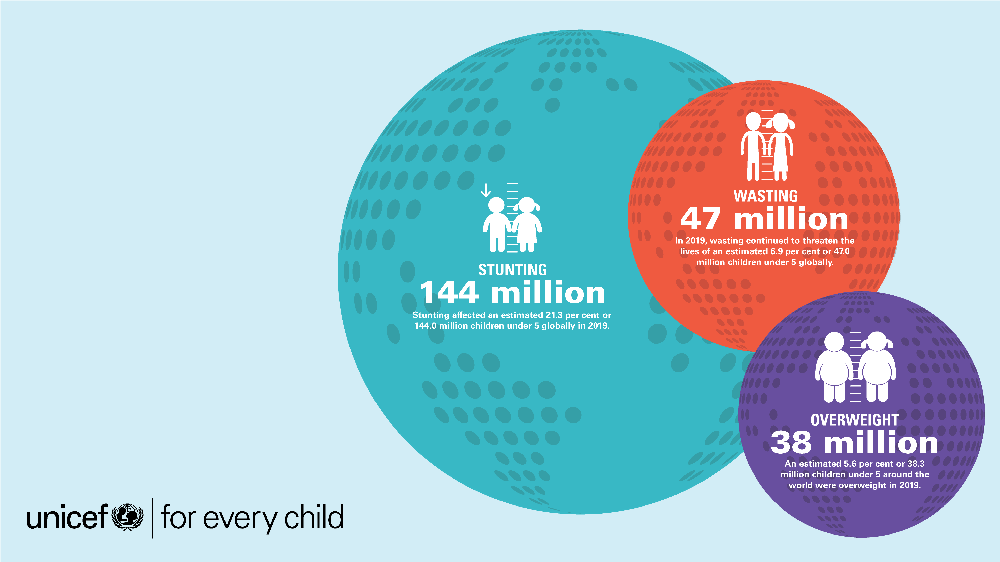 STUNTING
144 million
Stunting affected an estimated 21.3 per cent or
144.0 million children under 5 globally in 2019.
WASTING
47 million
In 2019, wasting continued to threaten the
lives of an estimated 6.9 per cent or 47.0
million children under 5 globally.
OVERWEIGHT
38 million
An estimated 5.6 per cent or 38.3
million children under 5 around the
world were overweight in 2019.
unicef for every child